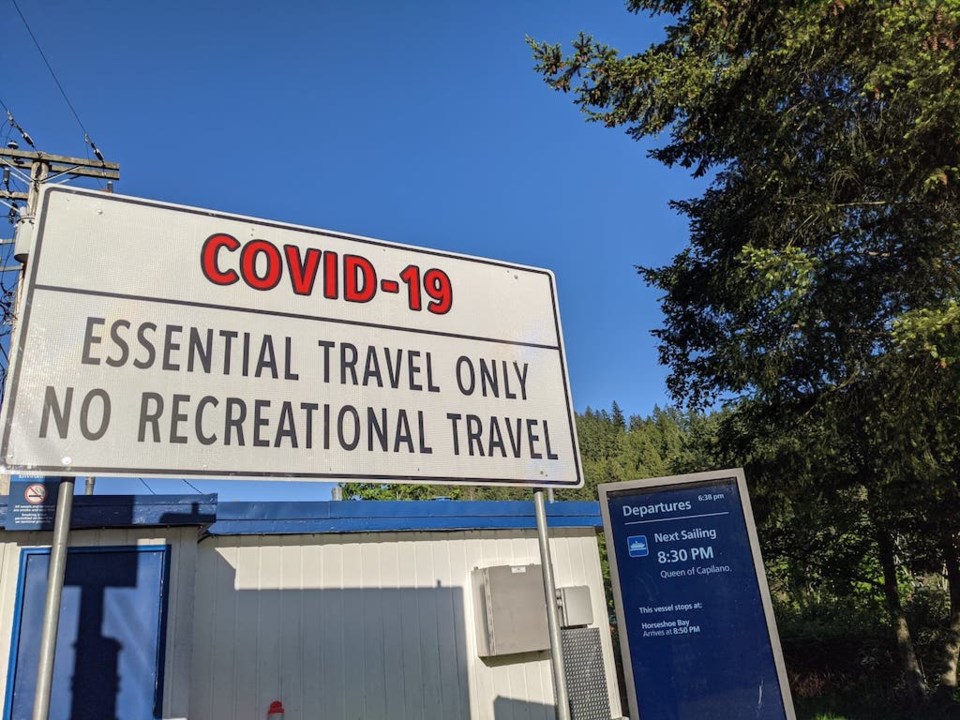 COVID-19
ESSENTIAL TRAVEL ONLY
NO RECREATIONAL TRAVEL
Departures 6:38 pm
Next Sailing
8:30 PM
Queen of Capilano.
This vessel stops at:
Horseshoe Bay
Arrives at 8:50 PM